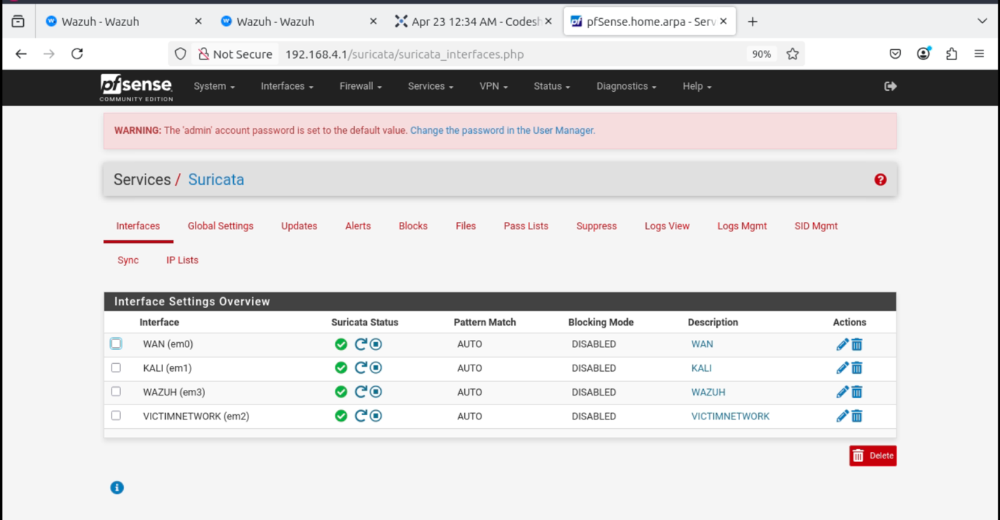 Wazuh - Wazuh
Wazuh - Wazuh
Apr 23 12:34 AM - Codesh
pfSense.home.arpa - Serv
Not Secure 192.168.4.1/suricata/suricata_interfaces.php 90%
pfsense COMMUNITY EDITION
System Interfaces Firewall Services VPN Status Diagnostics Help
WARNING: The 'admin' account password is set to the default value. Change the password in the User Manager.
Services / Suricata
Interfaces Global Settings Updates Alerts Blocks Files Pass Lists Suppress Logs View Logs Mgmt SID Mgmt
Sync IP Lists
Interface Settings Overview
Interface Suricata Status Pattern Match Blocking Mode Description Actions
WAN (em0) AUTO DISABLED WAN
KALI (em1) AUTO DISABLED KALI
WAZUH (em3) AUTO DISABLED WAZUH
VICTIMNETWORK (em2) AUTO DISABLED VICTIMNETWORK
Delete